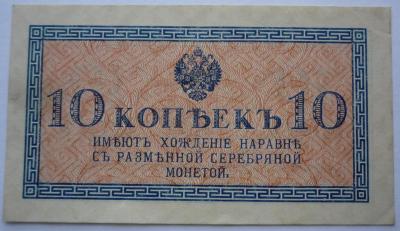 10 КОПѢЕКЪ 10
ИМѢЮТЪ ХОЖДЕНІЕ НАРАВНѢ
СЪ РАЗМѢННОЙ СЕРЕБРЯНОЙ
МОНЕТОЙ.